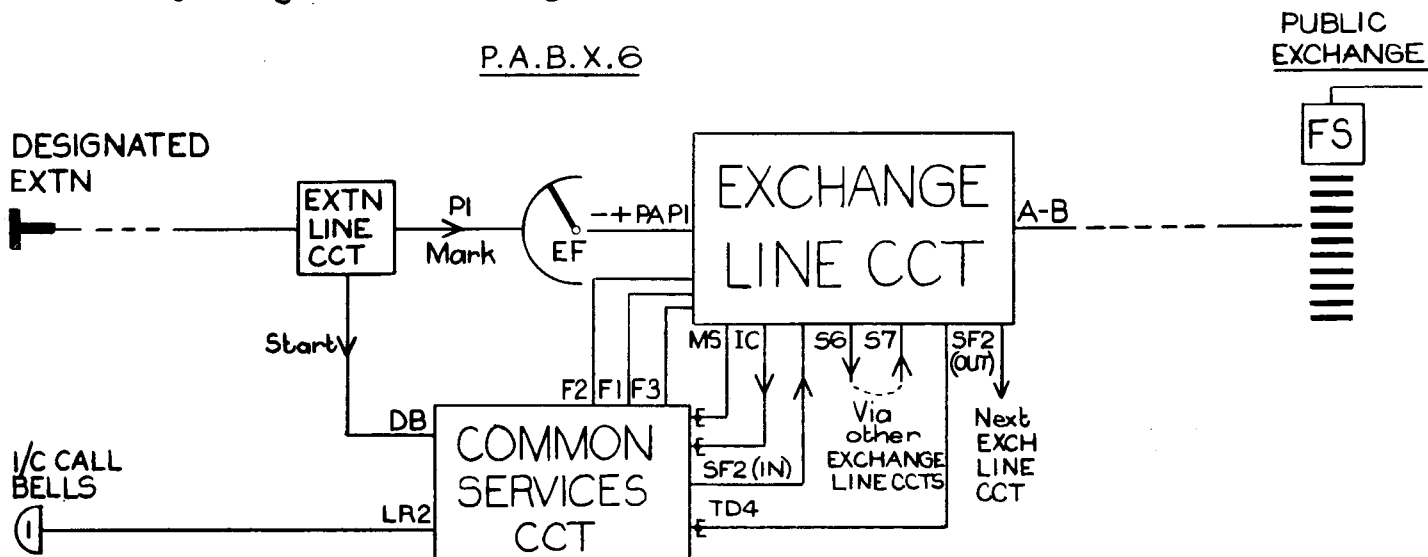 P.A.B.X.6
PUBLIC
EXCHANGE
FS
DESIGNATED
EXTN
EXTN
LINE
CCT
P1
Mark
EF
-+PAP1
EXCHANGE
LINE CCT
A-B
Start
MS
IC
S6
S7
SF2
(OUT)
F2
F1
F3
DB
COMMON
SERVICES
CCT
SF2 (IN)
TD4
Via
other
EXCHANGE
LINE CCTS
Next
EXCH
LINE
CCT
I/C CALL
BELLS
LR2